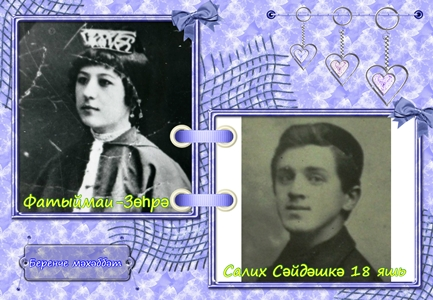 Фатыймаи-Зөһрә
Беренче мәхәббәт
Салих Сәйдәшкә 18 яшь